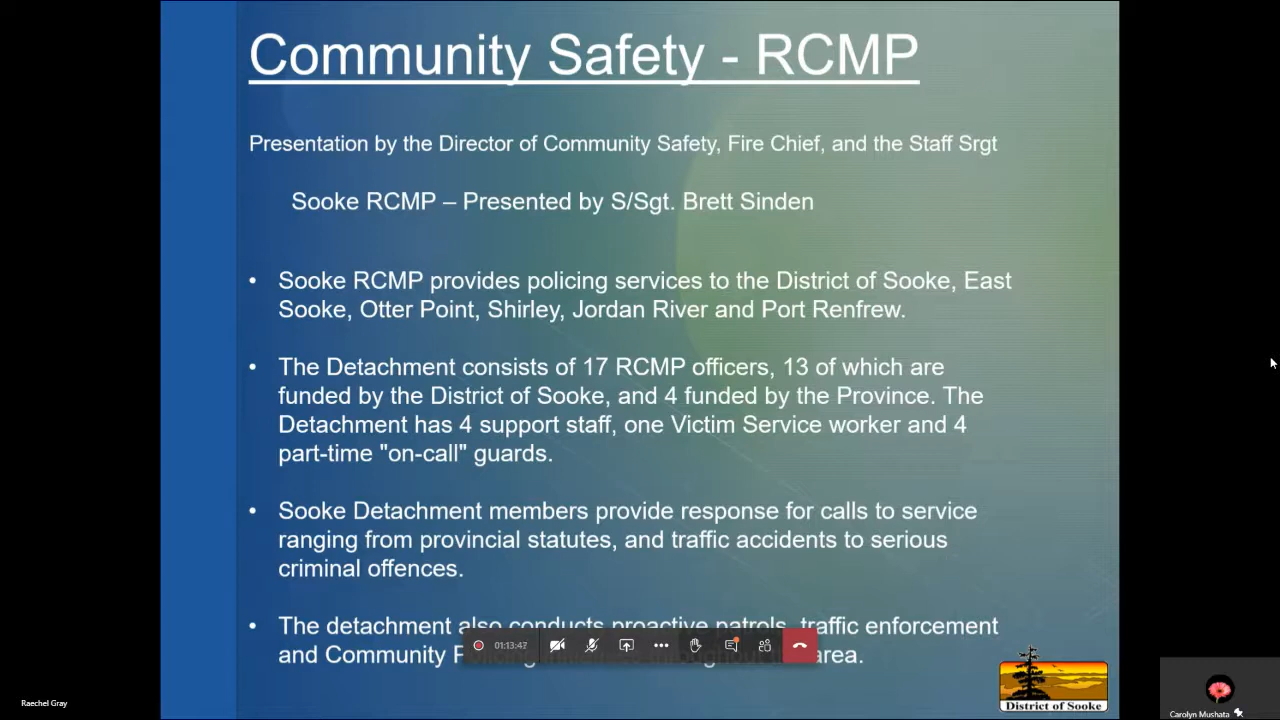 Community Safety - RCMP
Presentation by the Director of Community Safety, Fire Chief, and the Staff Srgt
Sooke RCMP – Presented by S/Sgt. Brett Sinden
• Sooke RCMP provides policing services to the District of Sooke, East
Sooke, Otter Point, Shirley, Jordan River and Port Renfrew.
• The Detachment consists of 17 RCMP officers, 13 of which are
funded by the District of Sooke, and 4 funded by the Province. The
Detachment has 4 support staff, one Victim Service worker and 4
part-time "on-call" guards.
• Sooke Detachment members provide response for calls to service
ranging from provincial statutes, and traffic accidents to serious
criminal offences.
• The detachment also conducts proactive patrols, traffic enforcement
and Community area.
01:13:47
District of Sooke
Raechel Gray
Carolyn Mushata